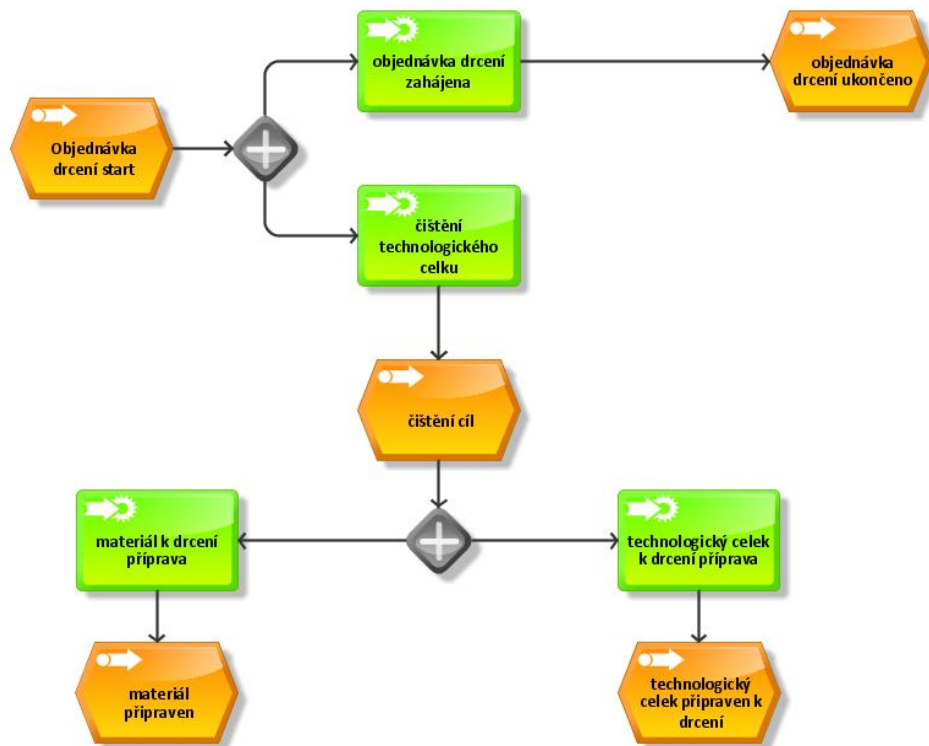 objednávka drcení
zahájena
objednávka
drcení ukončeno
Objednávka
drcení start
čištění
technologického
celku
čištění cíl
materiál k drcení
příprava
technologický celek
k drcení příprava
materiál
připraven
technologický
celek připraven k
drcení